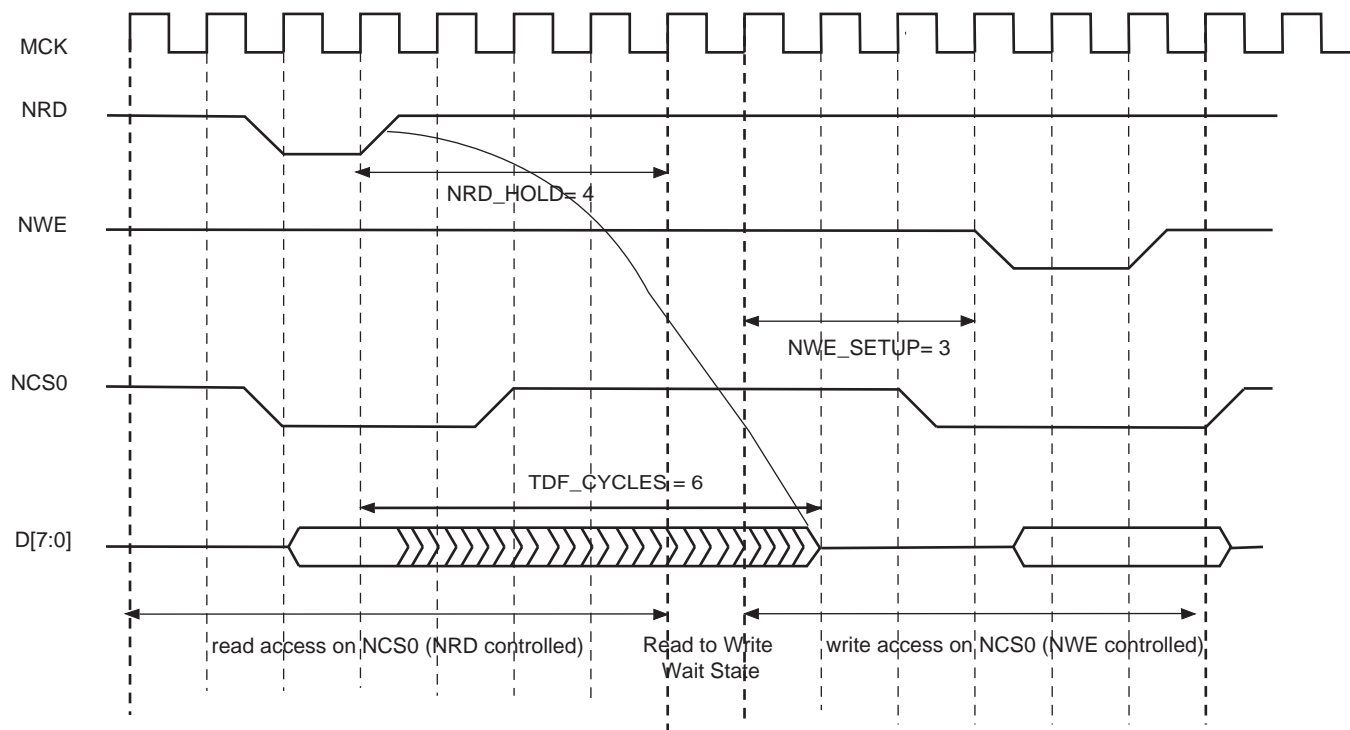 MCK
NRD
NRD_HOLD= 4
NWE
NWE_SETUP= 3
NCS0
TDF_CYCLES = 6
D[7:0]
read access on NCS0 (NRD controlled)
Read to Write
Wait State
write access on NCS0 (NWE controlled)